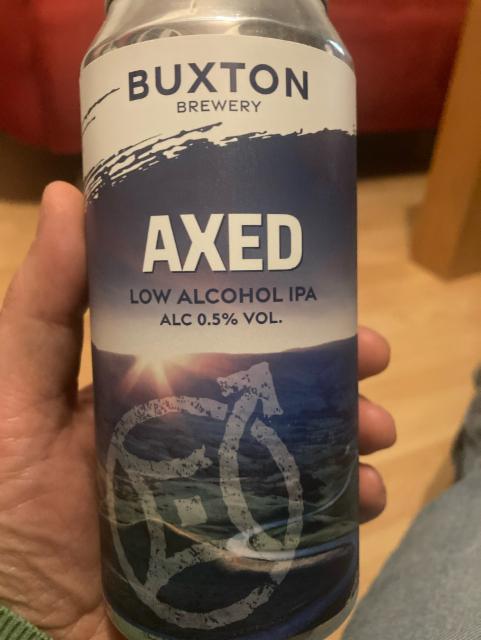 BUXTON
BREWERY
AXED
LOW ALCOHOL IPA
ALC 0.5% VOL.